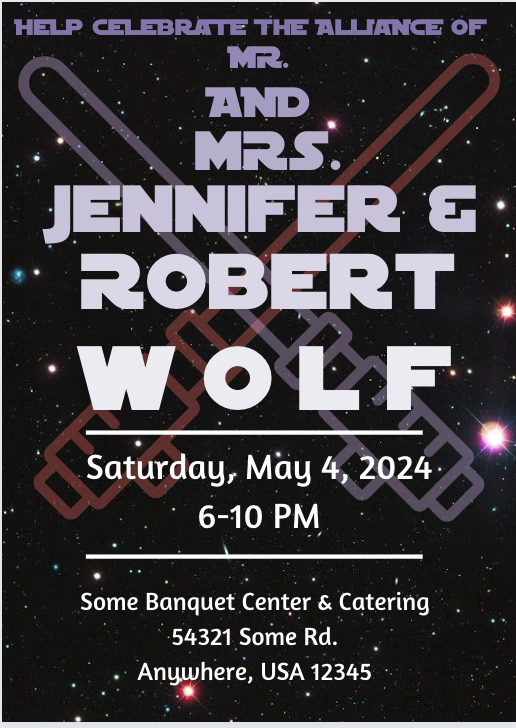 HELP CELEBRATE THE ALLIANCE OF
MR.
AND
MRS.
JENNIFER &
ROBERT
WOLF
Saturday, May 4, 2024
6-10 PM
Some Banquet Center & Catering
54321 Some Rd.
Anywhere, USA 12345